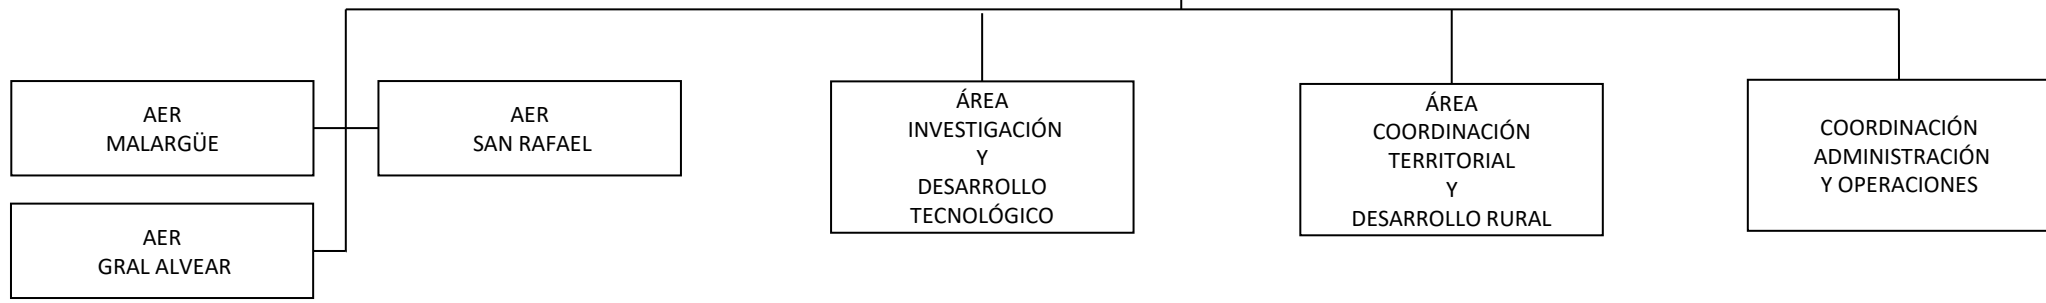 AER
MALARGÜE
AER
SAN RAFAEL
AER
GRAL ALVEAR
ÁREA
INVESTIGACIÓN
Y
DESARROLLO
TECNOLÓGICO
ÁREA
COORDINACIÓN
TERRITORIAL
Y
DESARROLLO RURAL
COORDINACIÓN
ADMINISTRACIÓN
Y OPERACIONES